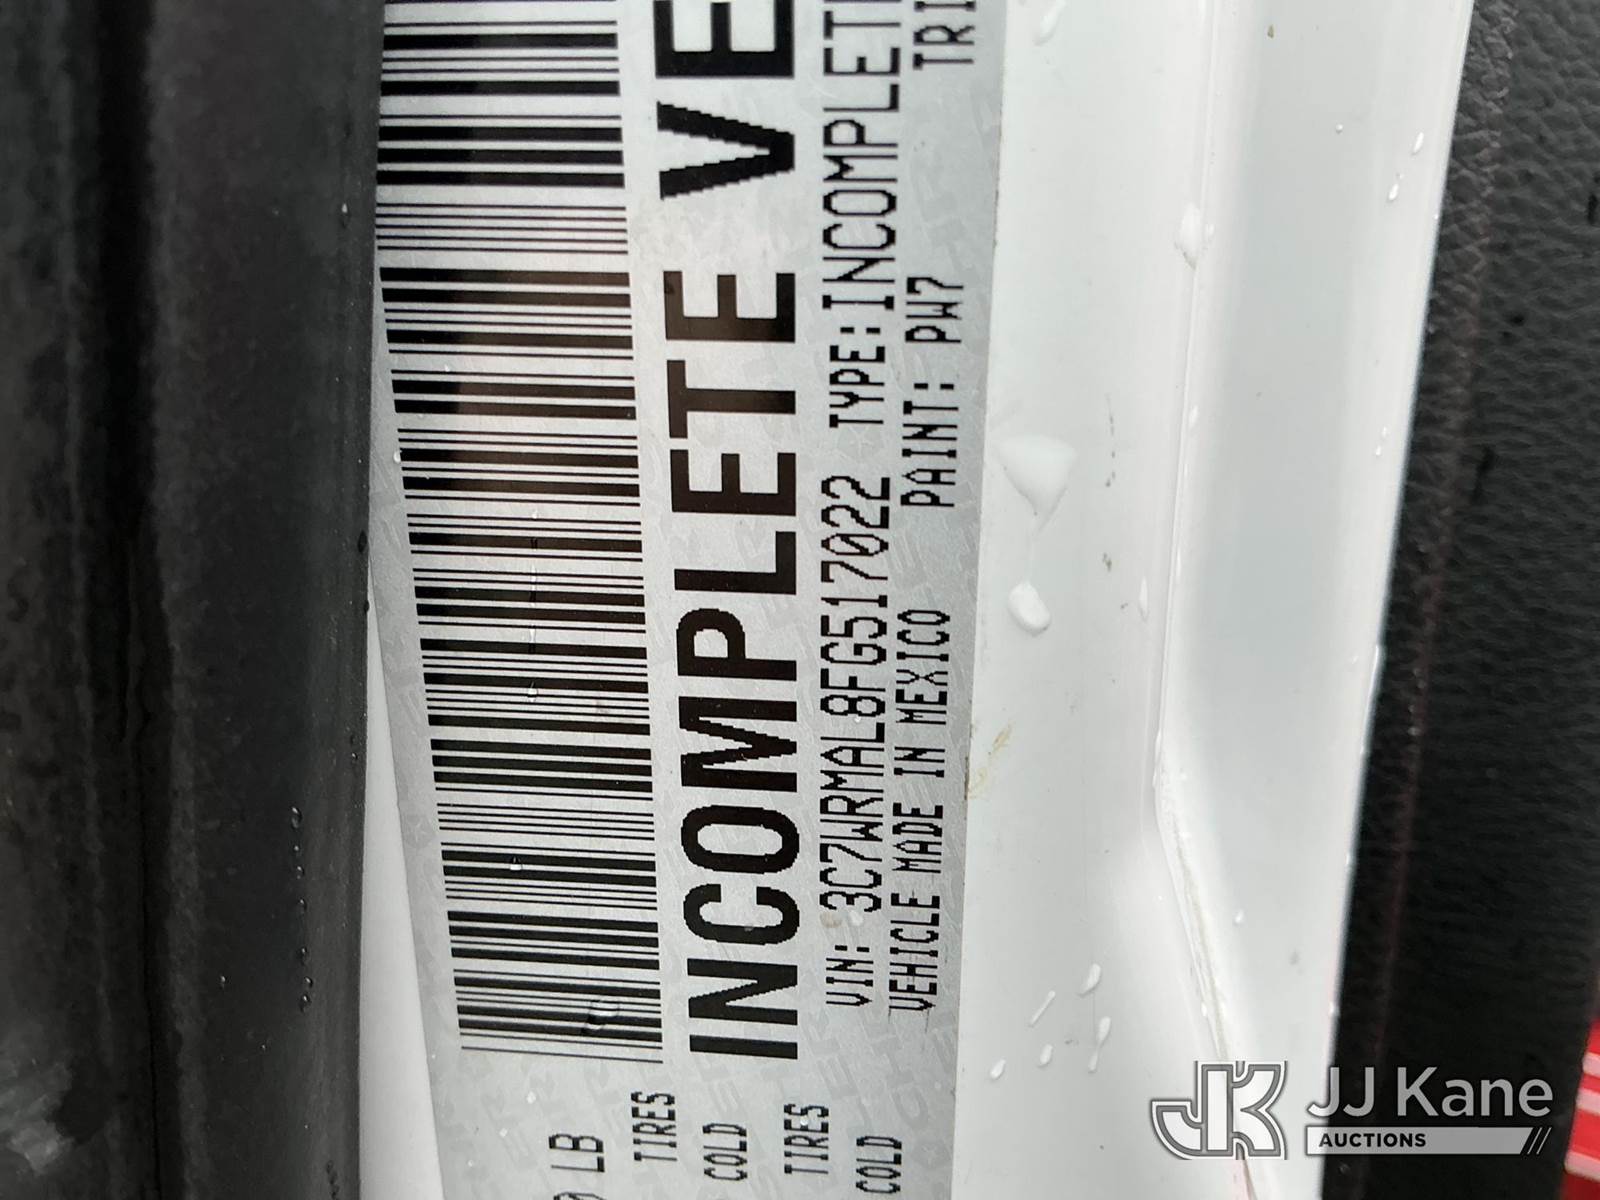 INCOMPLETE VE
VIN: 3C7WRMAL8FG517022 TYPE: INCOMPLETE
VEHICLE MADE IN MEXICO PAINT: PW7 TRI
LB
TIRES
COLD
TIRES
COLD
JJ Kane
AUCTIONS